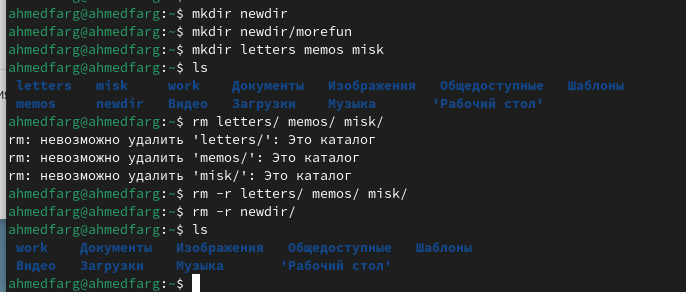 ahmedfarg@ahmedfarg:~$ mkdir newdir
ahmedfarg@ahmedfarg:~$ mkdir newdir/morefun
ahmedfarg@ahmedfarg:~$ mkdir letters memos misk
ahmedfarg@ahmedfarg:~$ ls
letters misk work Документы Изображения Общедоступные Шаблоны
memos newdir Видео Загрузки Музыка 'Рабочий стол'
ahmedfarg@ahmedfarg:~$ rm letters/ memos/ misk/
rm: невозможно удалить 'letters/': Это каталог
rm: невозможно удалить 'memos/': Это каталог
rm: невозможно удалить 'misk/': Это каталог
ahmedfarg@ahmedfarg:~$ rm -r letters/ memos/ misk/
ahmedfarg@ahmedfarg:~$ rm -r newdir/
ahmedfarg@ahmedfarg:~$ ls
work Документы Изображения Общедоступные Шаблоны
Видео Загрузки Музыка 'Рабочий стол'
ahmedfarg@ahmedfarg:~$